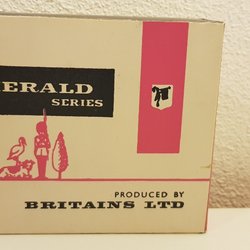 ERALD
SERIES
PRODUCED BY
BRITAINS LTD